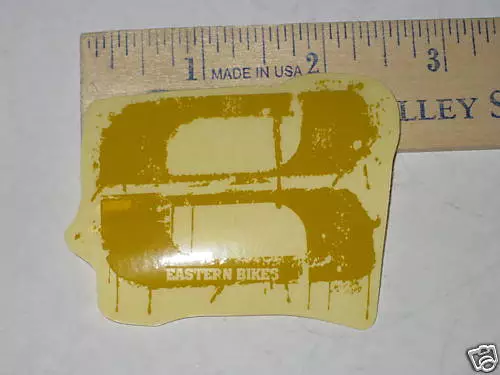 1 MADE IN USA 2 3
LLEY S
EASTERN BIKES